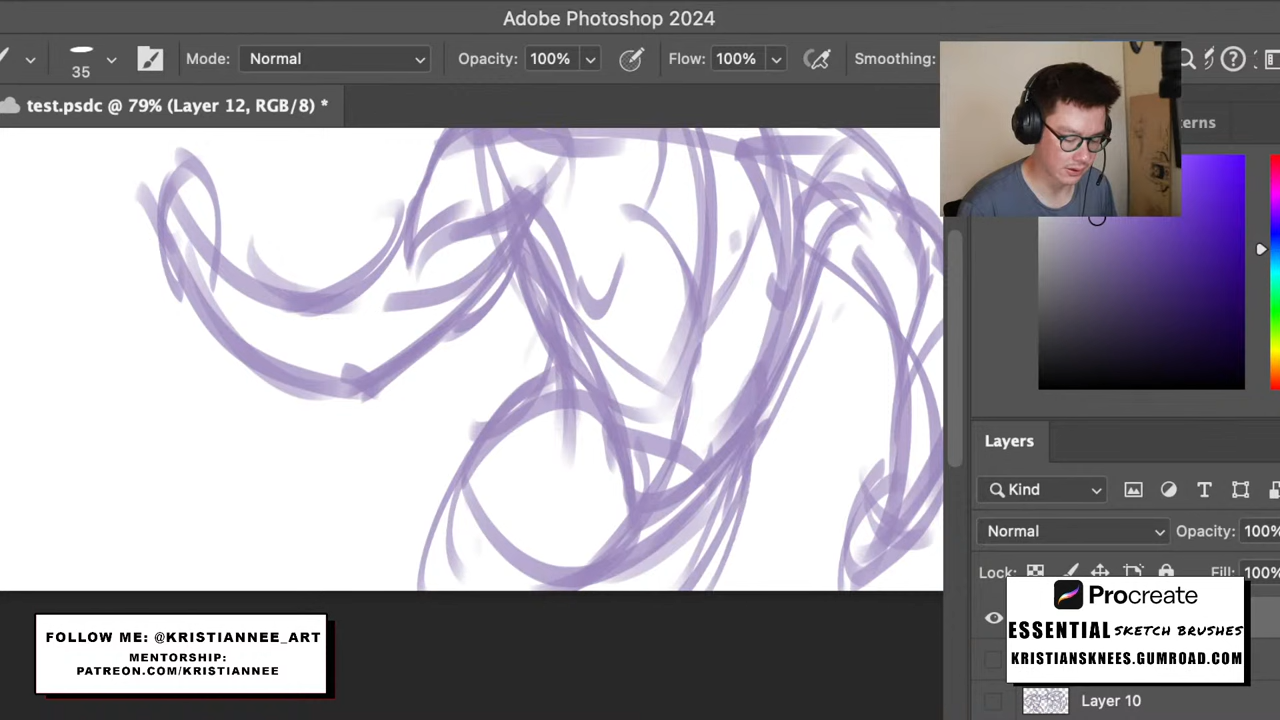 Adobe Photoshop 2024
35
Mode: Normal
Opacity: 100%
Flow: 100%
Smoothing:
test.psdc @ 79% (Layer 12, RGB/8) *
terns
Layers
Kind
Normal
Opacity: 100%
Lock:
Fill: 100%
Layer 10
FOLLOW ME: @KRISTIANNEE_ART
MENTORSHIP:
PATREON.COM/KRISTIANNEE
Procreate
ESSENTIAL SKETCH BRUSHES
KRISTIANSKNEES.GUMROAD.COM